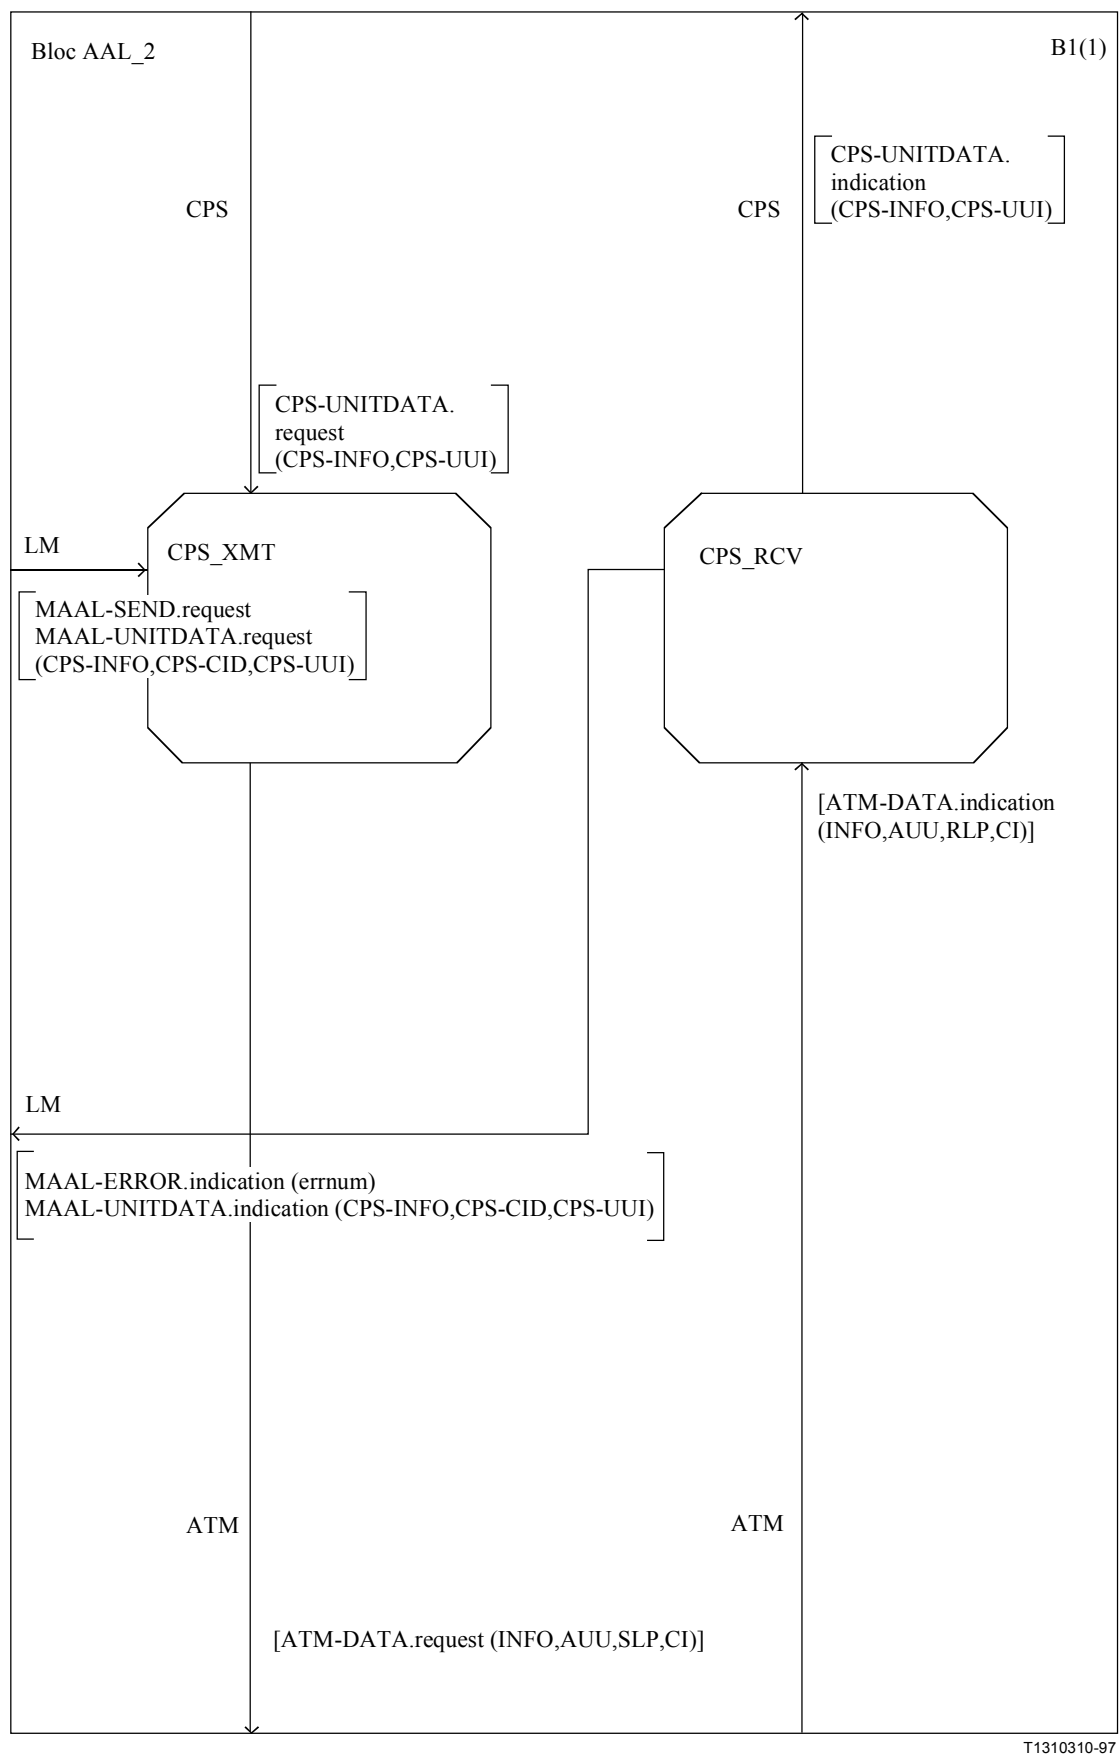 Bloc AAL_2
B1(1)
CPS-UNITDATA.
indication
(CPS-INFO,CPS-UUI)
CPS
CPS
CPS-UNITDATA.
request
(CPS-INFO,CPS-UUI)
LM
CPS_XMT
CPS_RCV
MAAL-SEND.request
MAAL-UNITDATA.request
(CPS-INFO,CPS-CID,CPS-UUI)
[ATM-DATA.indication
(INFO,AUU,RLP,CI)]
LM
MAAL-ERROR.indication (errnum)
MAAL-UNITDATA.indication (CPS-INFO,CPS-CID,CPS-UUI)
ATM
ATM
[ATM-DATA.request (INFO,AUU,SLP,CI)]
T1310310-97